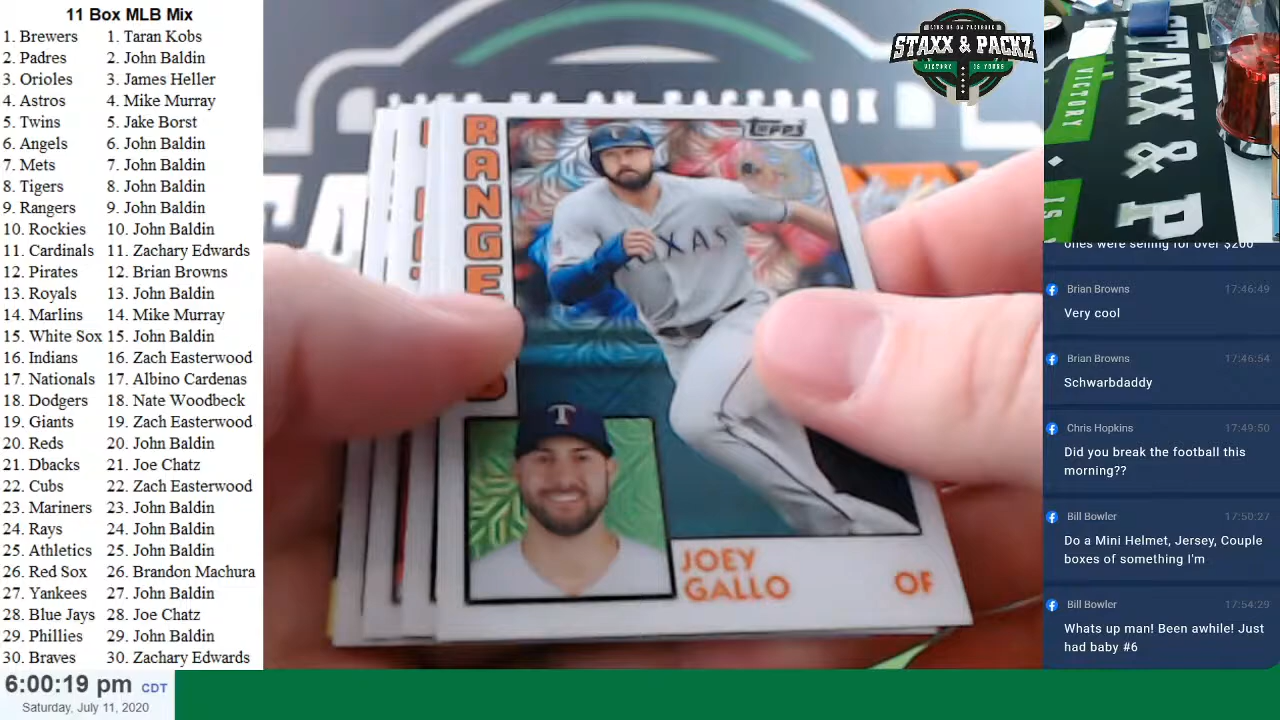 11 Box MLB Mix
1. Brewers 1. Taran Kobs
2. Padres 2. John Baldin
3. Orioles 3. James Heller
4. Astros 4. Mike Murray
5. Twins 5. Jake Borst
6. Angels 6. John Baldin
7. Mets 7. John Baldin
8. Tigers 8. John Baldin
9. Rangers 9. John Baldin
10. Rockies 10. John Baldin
11. Cardinals 11. Zachary Edwards
12. Pirates 12. Brian Browns
13. Royals 13. John Baldin
14. Marlins 14. Mike Murray
15. White Sox 15. John Baldin
16. Indians 16. Zach Easterwood
17. Nationals 17. Albino Cardenas
18. Dodgers 18. Nate Woodbeck
19. Giants 19. Zach Easterwood
20. Reds 20. John Baldin
21. Dbacks 21. Joe Chatz
22. Cubs 22. Zach Easterwood
23. Mariners 23. John Baldin
24. Rays 24. John Baldin
25. Athletics 25. John Baldin
26. Red Sox 26. Brandon Machura
27. Yankees 27. John Baldin
28. Blue Jays 28. Joe Chatz
29. Phillies 29. John Baldin
30. Braves 30. Zachary Edwards
6:00:19 pm CDT
Saturday, July 11, 2020
RANGE
Topps
TEXAS
T
JOEY
GALLO
OF
LIVE US ON FACEBOOK
STAXX & PACKZ
VICTORY IS YOURS
VICTORY
STAXX & P
IS
ones were selling for over $200
Brian Browns 17:46:49
Very cool
Brian Browns 17:46:54
Schwarbdaddy
Chris Hopkins 17:49:50
Did you break the football this
morning??
Bill Bowler 17:50:27
Do a Mini Helmet, Jersey, Couple
boxes of something I'm
Bill Bowler 17:54:29
Whats up man! Been awhile! Just
had baby #6